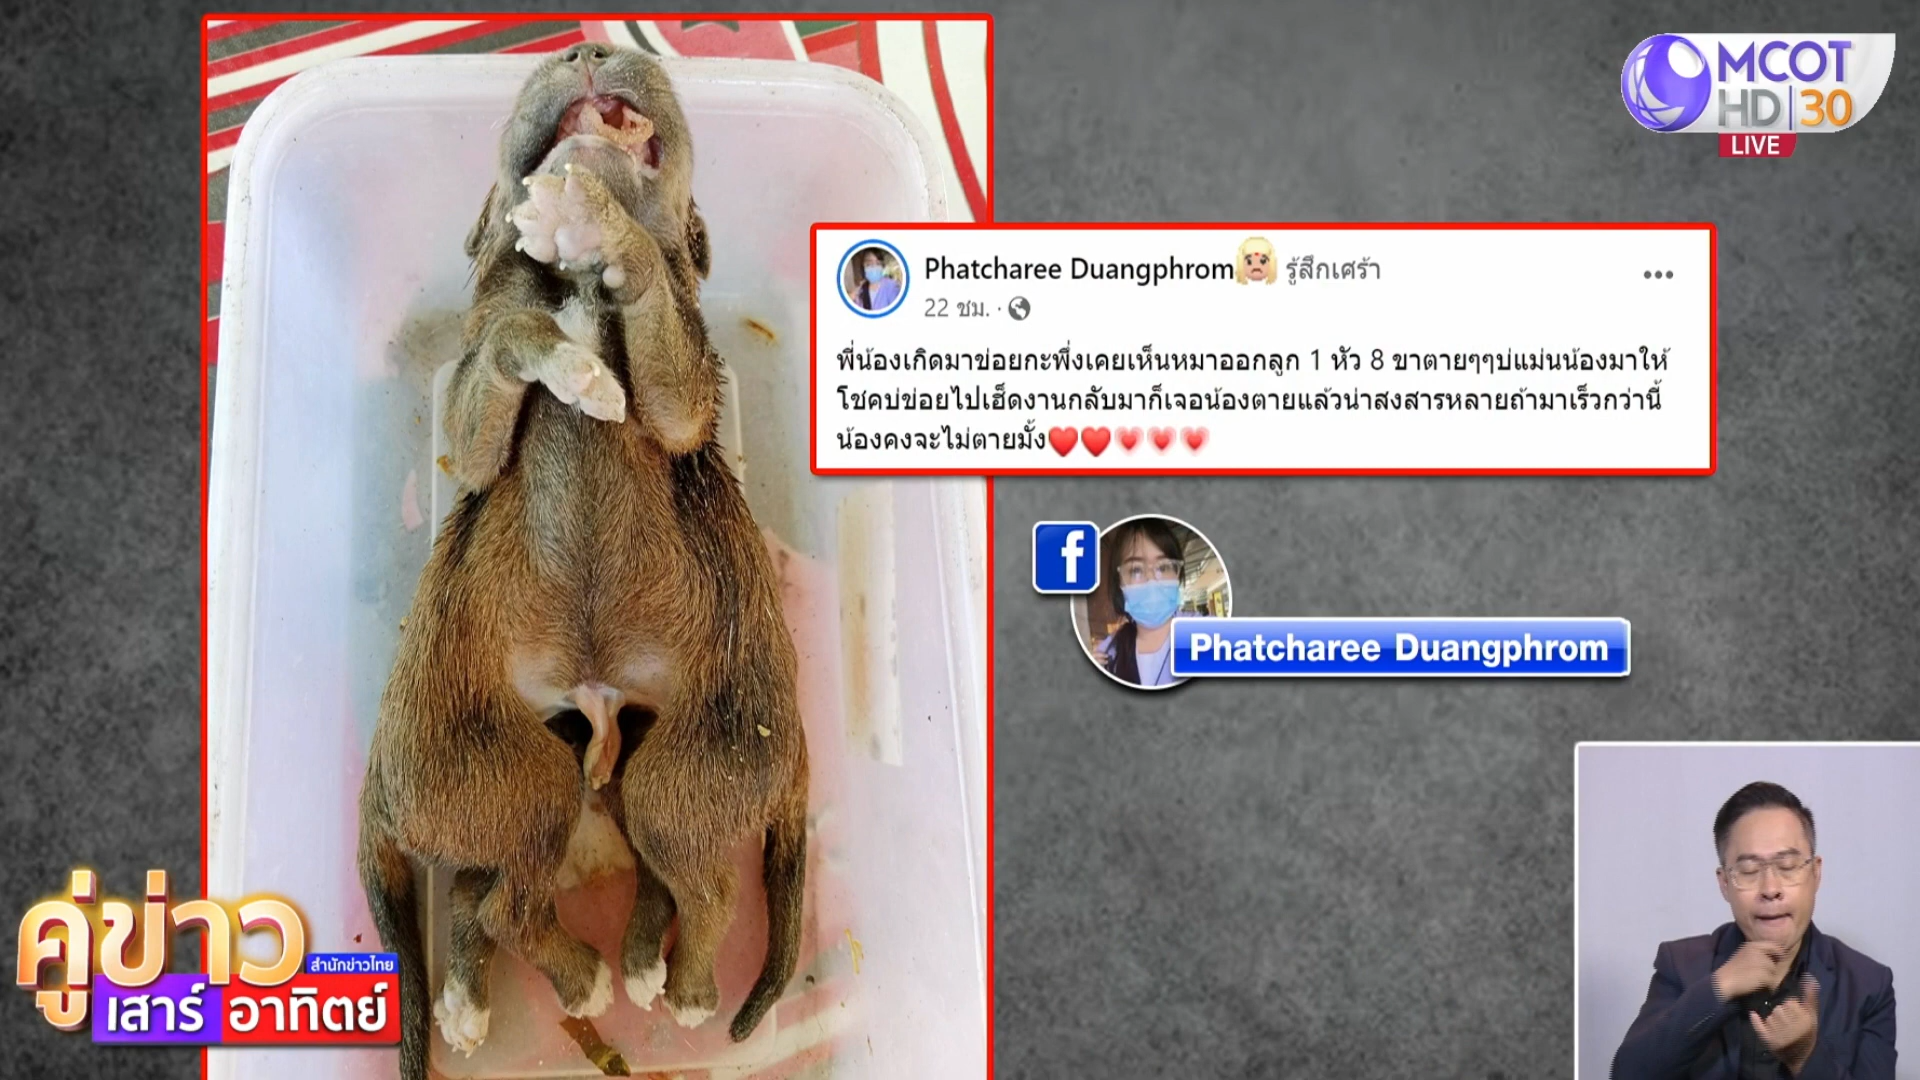 MCOT
HD 30
LIVE
Phatcharee Duangphrom รู้สึกเศร้า
22 ชม.
พี่น้องเกิดมาข่อยกะพึ่งเคยเห็นหมาออกลูก 1 หัว 8 ขาตายๆๆบ่แม่นน้องมาให้
โชคบ่ข่อยไปเฮ็ดงานกลับมาก็เจอน้องตายแล้วน่าสงสารหลายถ้ามาเร็วกว่านี้
น้องคงจะไม่ตายมั้ง
f
Phatcharee Duangphrom
คู่ข่าว
สำนักข่าวไทย
เสาร์ อาทิตย์